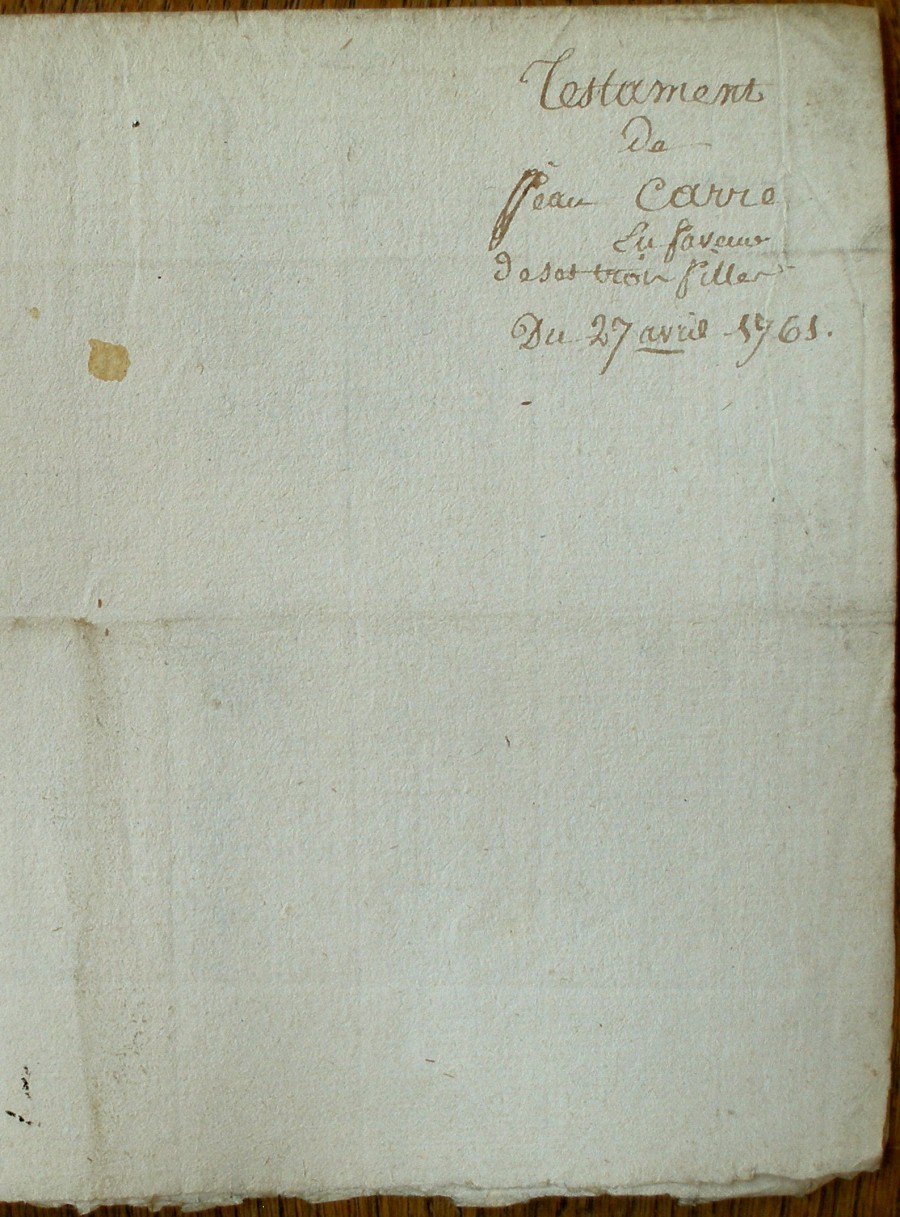 Testament
De
Jean Carre
En faveur
de ses trois filles
Du 27 avril 1761.